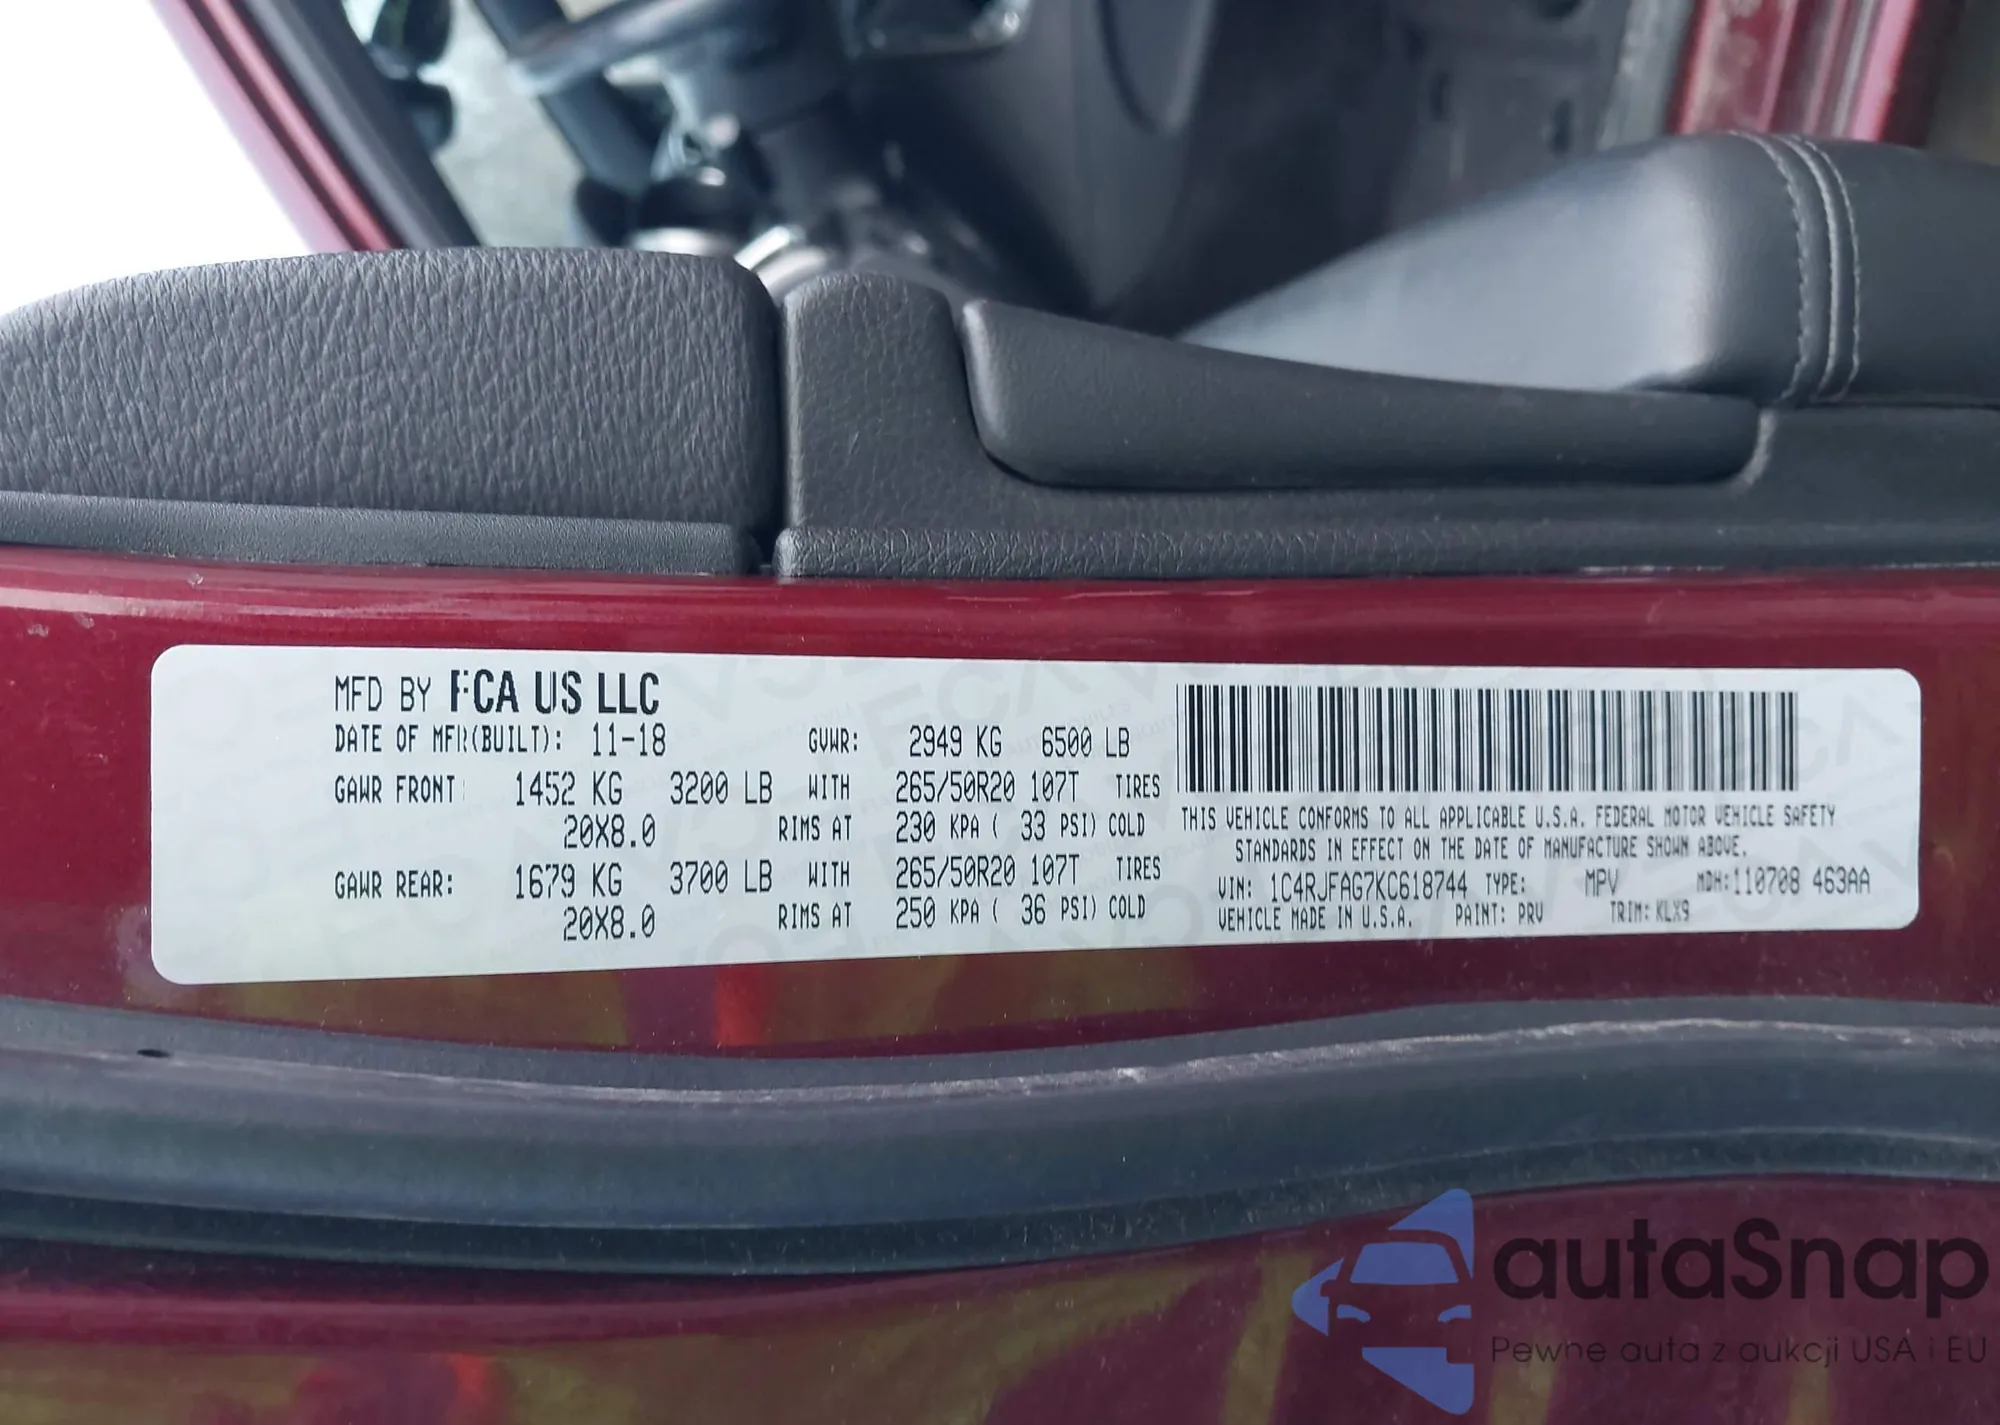 MFD BY FCA US LLC
DATE OF MFR(BUILT): 11-18 GVWR: 2949 KG 6500 LB
GAWR FRONT: 1452 KG 3200 LB WITH 265/50R20 107T TIRES
20X8.0 RIMS AT 230 KPA ( 33 PSI) COLD
GAWR REAR: 1679 KG 3700 LB WITH 265/50R20 107T TIRES
20X8.0 RIMS AT 250 KPA ( 36 PSI) COLD
THIS VEHICLE CONFORMS TO ALL APPLICABLE U.S.A. FEDERAL MOTOR VEHICLE SAFETY
STANDARDS IN EFFECT ON THE DATE OF MANUFACTURE SHOWN ABOVE.
VIN: 1C4RJFAG7KC618744 TYPE: MPV MDH:110708 463AA
VEHICLE MADE IN U.S.A. PAINT: PRV TRIM: KLX9
autaSnap
Pewne auta z aukcji USA i EU